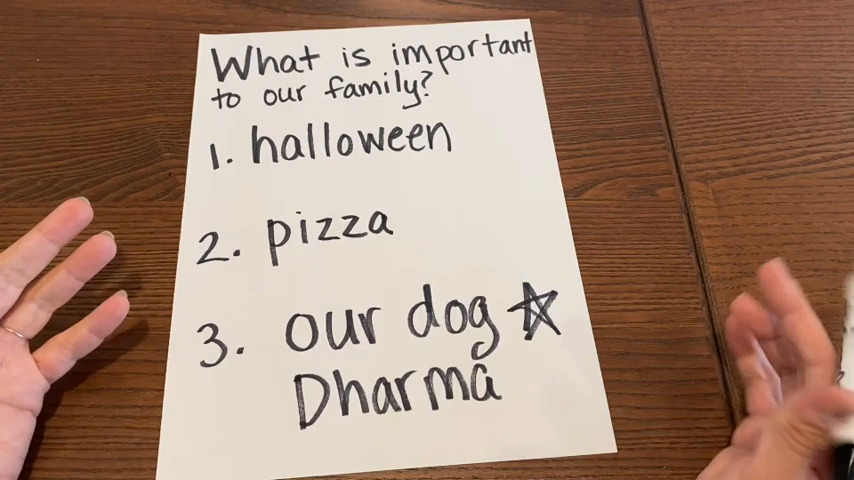 What is important
to our family?
1. halloween
2. pizza
3. our dog
Dharma